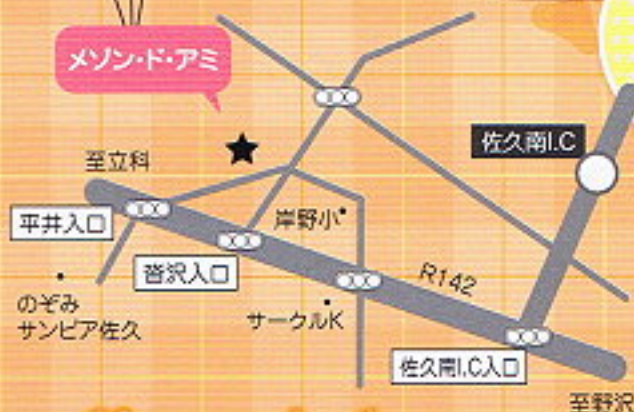 メゾン・ド・アミ
佐久南I.C
至立科
平井入口
岸野小
沓沢入口
R142
のぞみ
サンピア佐久
サークルK
佐久南I.C入口
至野沢